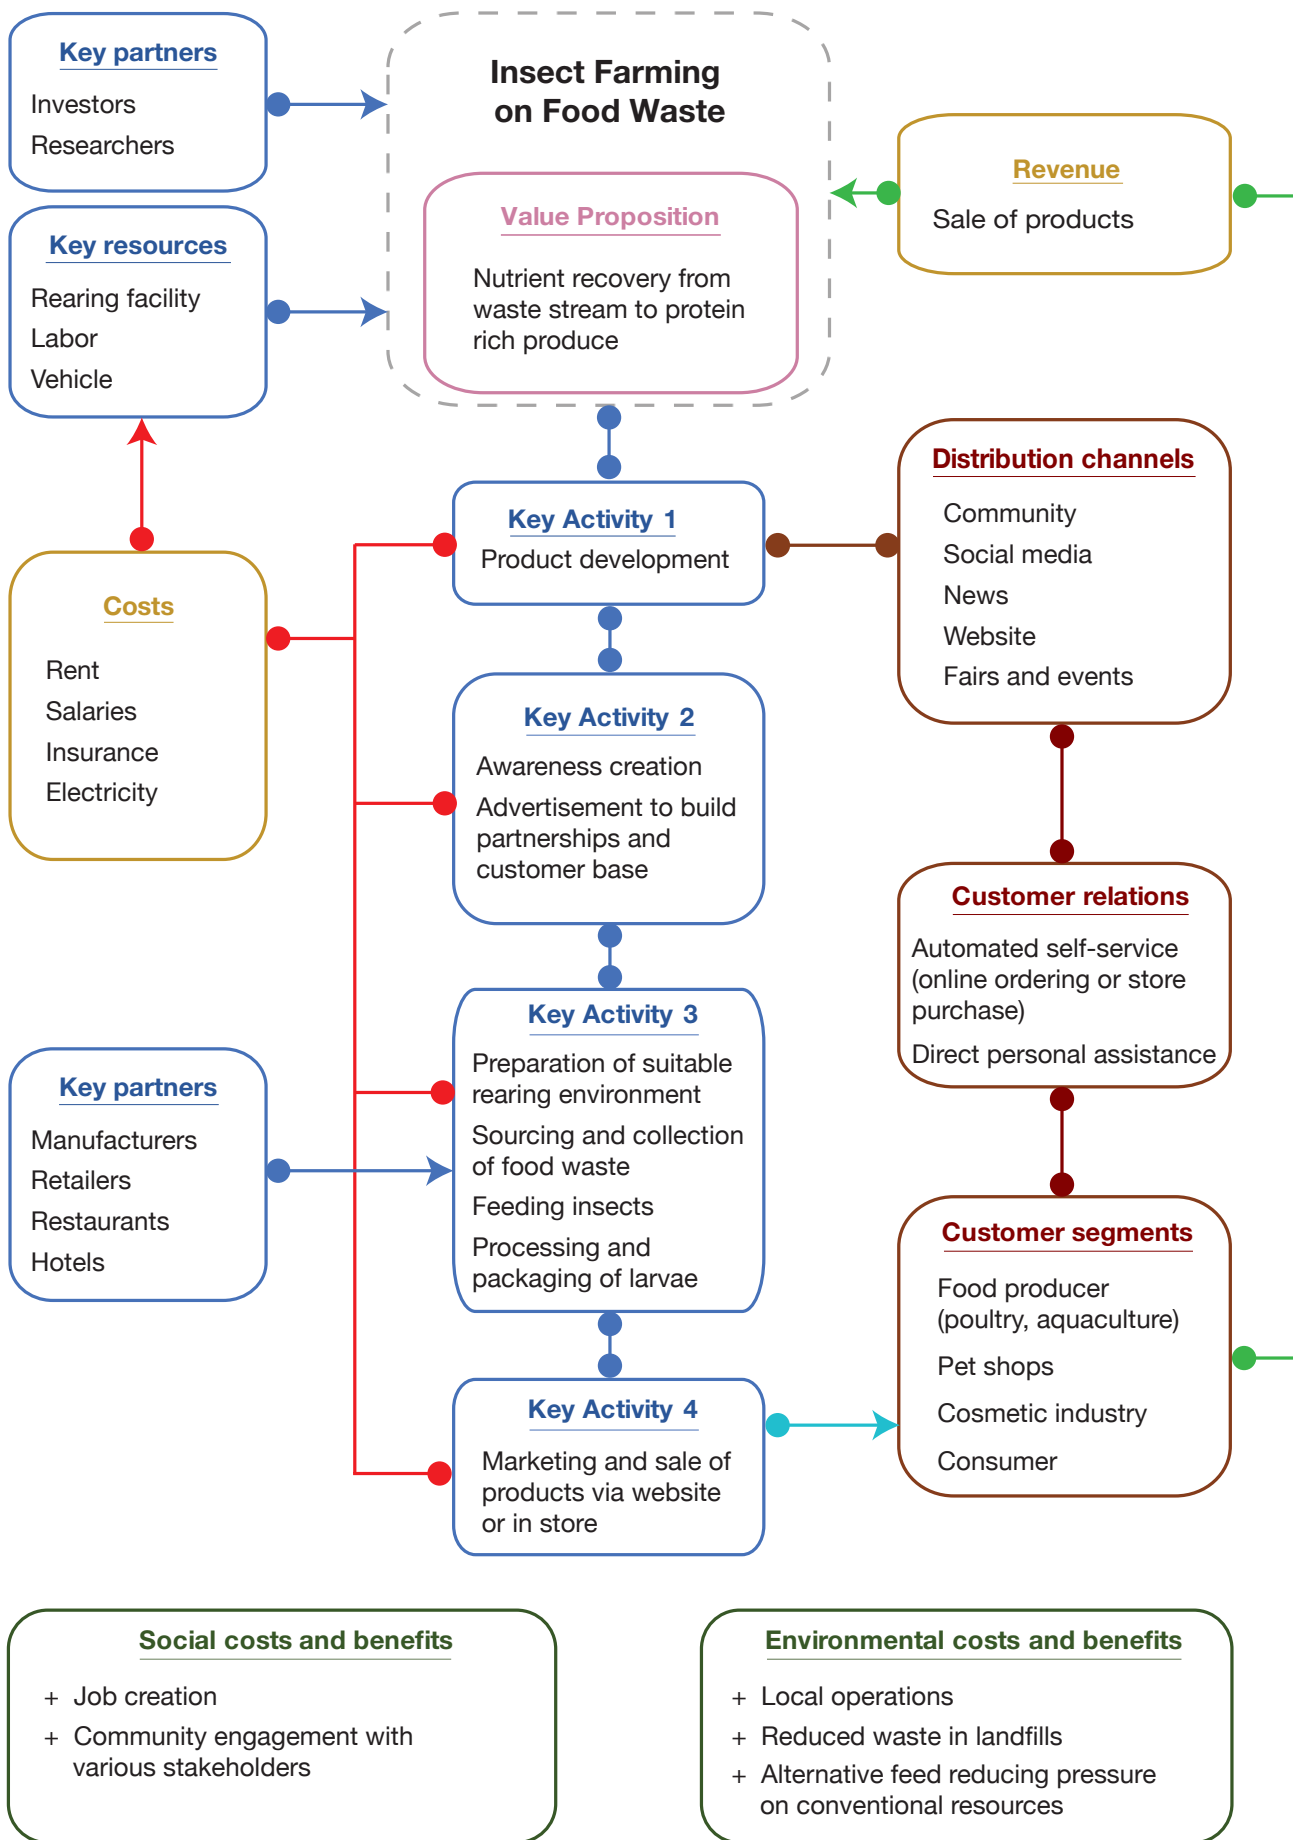 Key partners
Investors
Researchers
Insect Farming
on Food Waste
Value Proposition
Nutrient recovery from
waste stream to protein
rich produce
Revenue
Sale of products
Key resources
Rearing facility
Labor
Vehicle
Costs
Rent
Salaries
Insurance
Electricity
Key Activity 1
Product development
Key Activity 2
Awareness creation
Advertisement to build
partnerships and
customer base
Key Activity 3
Preparation of suitable
rearing environment
Sourcing and collection
of food waste
Feeding insects
Processing and
packaging of larvae
Key partners
Manufacturers
Retailers
Restaurants
Hotels
Key Activity 4
Marketing and sale of
products via website
or in store
Distribution channels
Community
Social media
News
Website
Fairs and events
Customer relations
Automated self-service
(online ordering or store
purchase)
Direct personal assistance
Customer segments
Food producer
(poultry, aquaculture)
Pet shops
Cosmetic industry
Consumer
Social costs and benefits
+ Job creation
+ Community engagement with
various stakeholders
Environmental costs and benefits
+ Local operations
+ Reduced waste in landfills
+ Alternative feed reducing pressure
on conventional resources